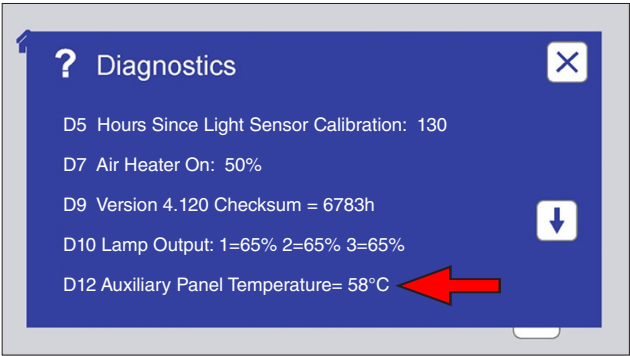 ? Diagnostics
D5 Hours Since Light Sensor Calibration: 130
D7 Air Heater On: 50%
D9 Version 4.120 Checksum = 6783h
D10 Lamp Output: 1=65% 2=65% 3=65%
D12 Auxiliary Panel Temperature= 58°C